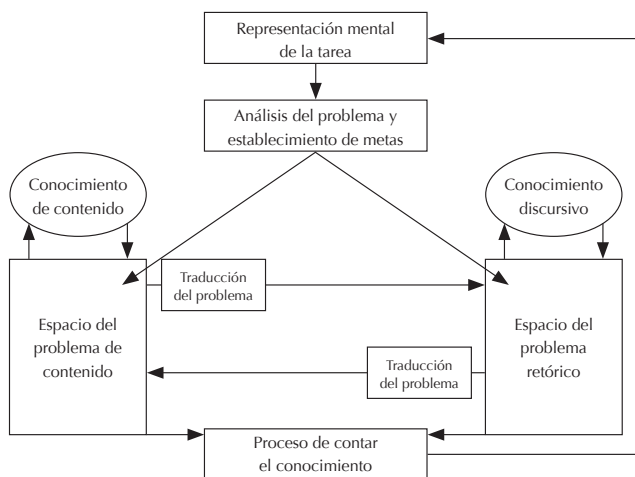 Representación mental
de la tarea
Análisis del problema y
establecimiento de metas
Conocimiento
de contenido
Conocimiento
discursivo
Traducción
del problema
Espacio del
problema de
contenido
Espacio del
problema
retórico
Traducción
del problema
Proceso de contar
el conocimiento